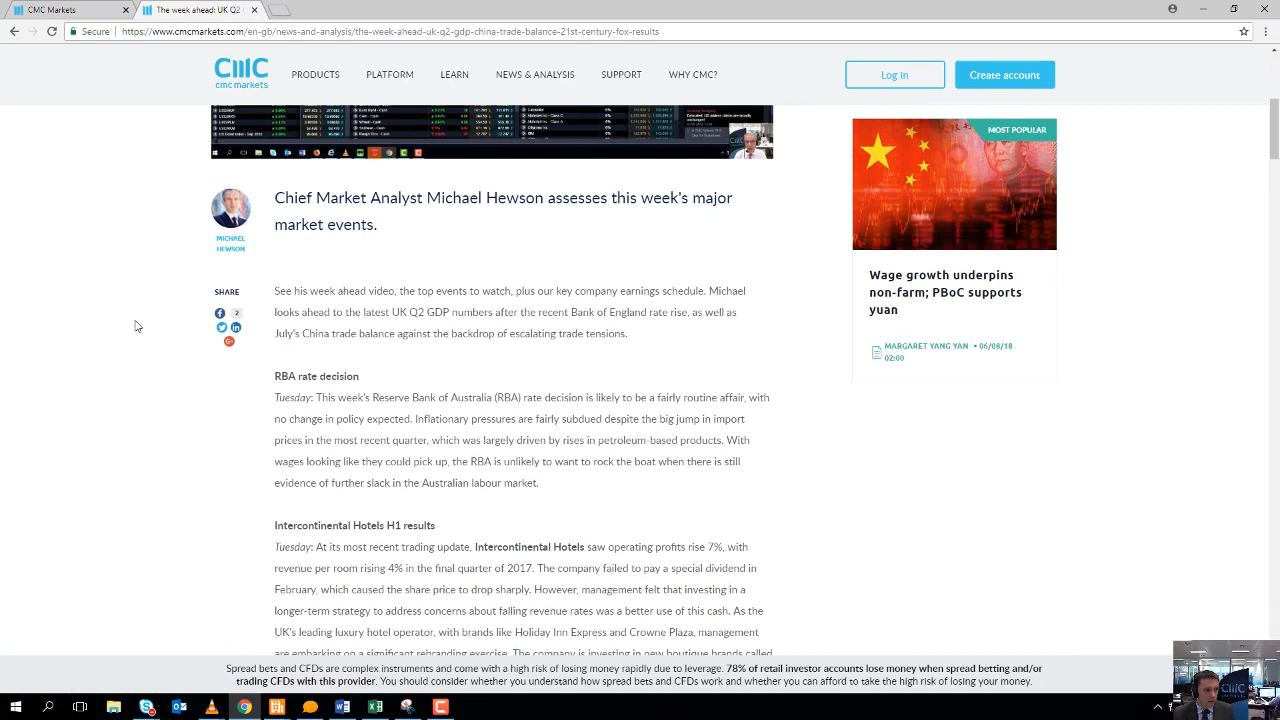 CMC Markets
The week ahead: UK Q2 G
Secure
https://www.cmcmarkets.com/en-gb/news-and-analysis/the-week-ahead-uk-q2-gdp-china-trade-balance-21st-century-fox-results
cmc markets
PRODUCTS
PLATFORM
LEARN
NEWS & ANALYSIS
SUPPORT
WHY CMC?
Log in
Create account
Chief Market Analyst Michael Hewson assesses this week's major
market events.
MICHAEL
HEWSON
SHARE
2
See his week ahead video, the top events to watch, plus our key company earnings schedule. Michael
looks ahead to the latest UK Q2 GDP numbers after the recent Bank of England rate rise, as well as
July's China trade balance against the backdrop of escalating trade tensions.
RBA rate decision
Tuesday: This week's Reserve Bank of Australia (RBA) rate decision is likely to be a fairly routine affair, with
no change in policy expected. Inflationary pressures are fairly subdued despite the big jump in import
prices in the most recent quarter, which was largely driven by rises in petroleum-based products. With
wages looking like they could pick up, the RBA is unlikely to want to rock the boat when there is still
evidence of further slack in the Australian labour market.
Intercontinental Hotels H1 results
Tuesday: At its most recent trading update, Intercontinental Hotels saw operating profits rise 7%, with
revenue per room rising 4% in the final quarter of 2017. The company failed to pay a special dividend in
February, which caused the share price to drop sharply. However, management felt that investing in a
longer-term strategy to address concerns about falling revenue rates was a better use of this cash. As the
UK's leading luxury hotel operator, with brands like Holiday Inn Express and Crowne Plaza, management
are embarking on a significant rebranding exercise. The company is investing in new boutique brands called
MOST POPULAR
Wage growth underpins
non-farm; PBoC supports
yuan
MARGARET YANG YAN • 06/08/18
02:00
Spread bets and CFDs are complex instruments and come with a high risk of losing money rapidly due to leverage. 78% of retail investor accounts lose money when spread betting and/or
trading CFDs with this provider. You should consider whether you understand how spread bets and CFDs work and whether you can afford to take the high risk of losing your money.